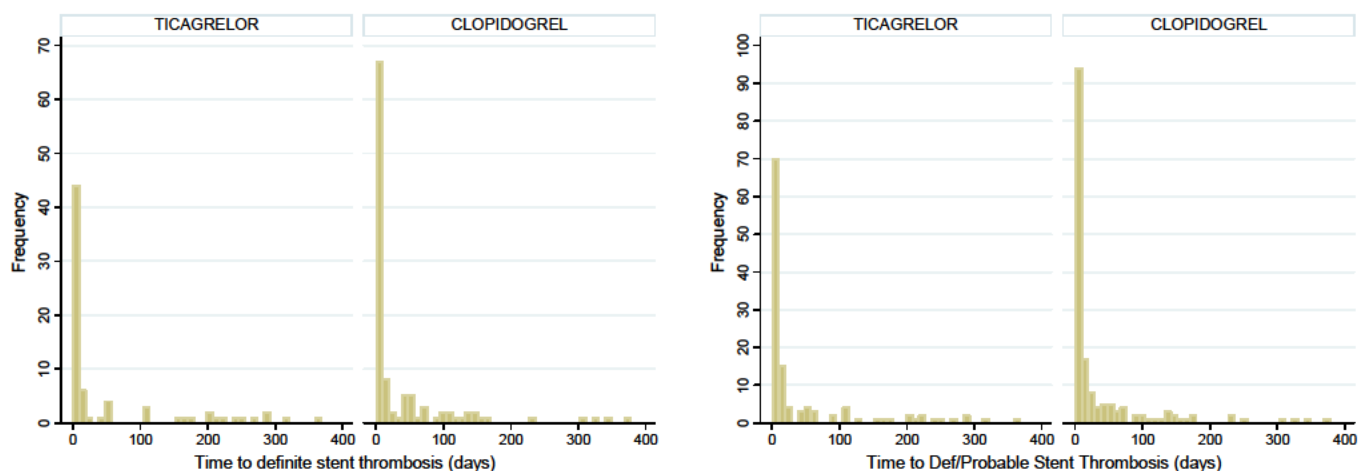 TICAGRELOR CLOPIDOGREL
70
60
50
40
30
20
10
0
Frequency
0 100 200 300 400 0 100 200 300 400
Time to definite stent thrombosis (days)
TICAGRELOR CLOPIDOGREL
100
90
80
70
60
50
40
30
20
10
0
Frequency
0 100 200 300 400 0 100 200 300 400
Time to Def/Probable Stent Thrombosis (days)